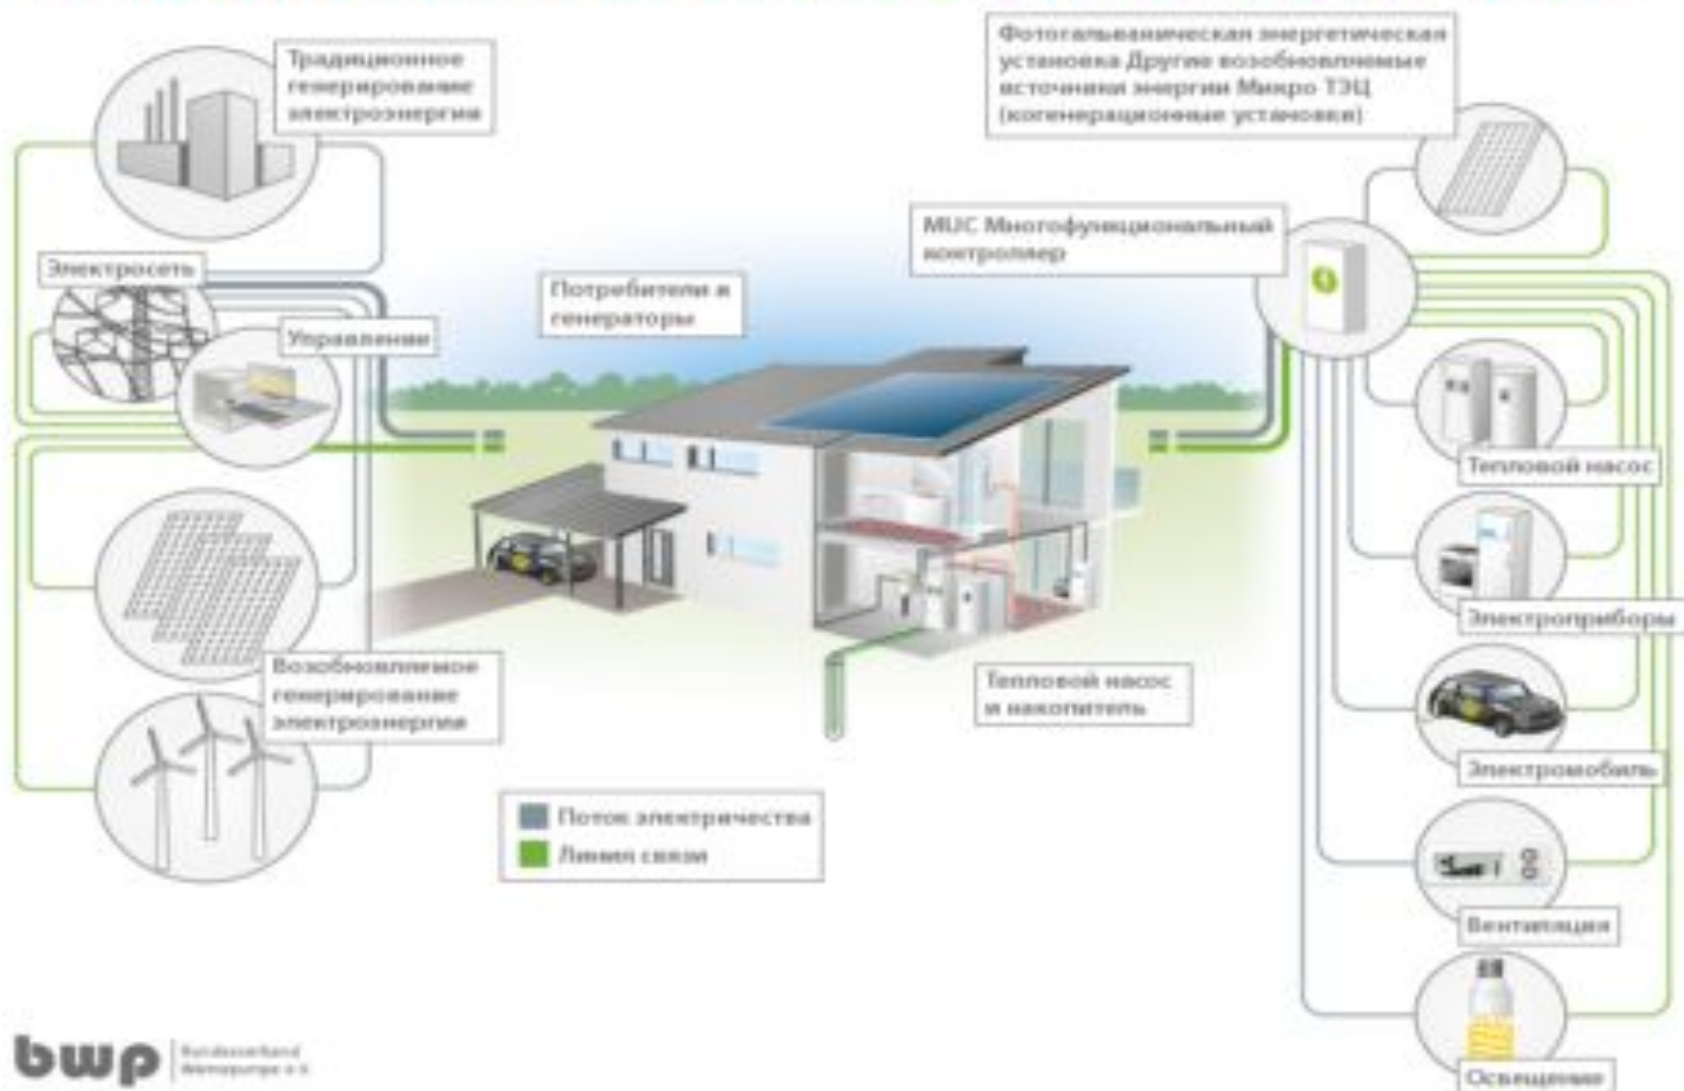 Традиционное
генерирование
электроэнергии
Фотогальваническая энергетическая
установка Другие возобновляемые
источники энергии Микро ТЭЦ
(когенерационные установки)
MUC Многофункциональный
контроллер
Электросеть
Потребители и
генераторы
Управление
Тепловой насос
Электроприборы
Возобновляемое
генерирование
электроэнергии
Тепловой насос
и накопитель
Электромобиль
Поток электричества
Линия связи
Вентиляция
Освещение
bwp
Bundesverband
Wärmepumpe e.V.